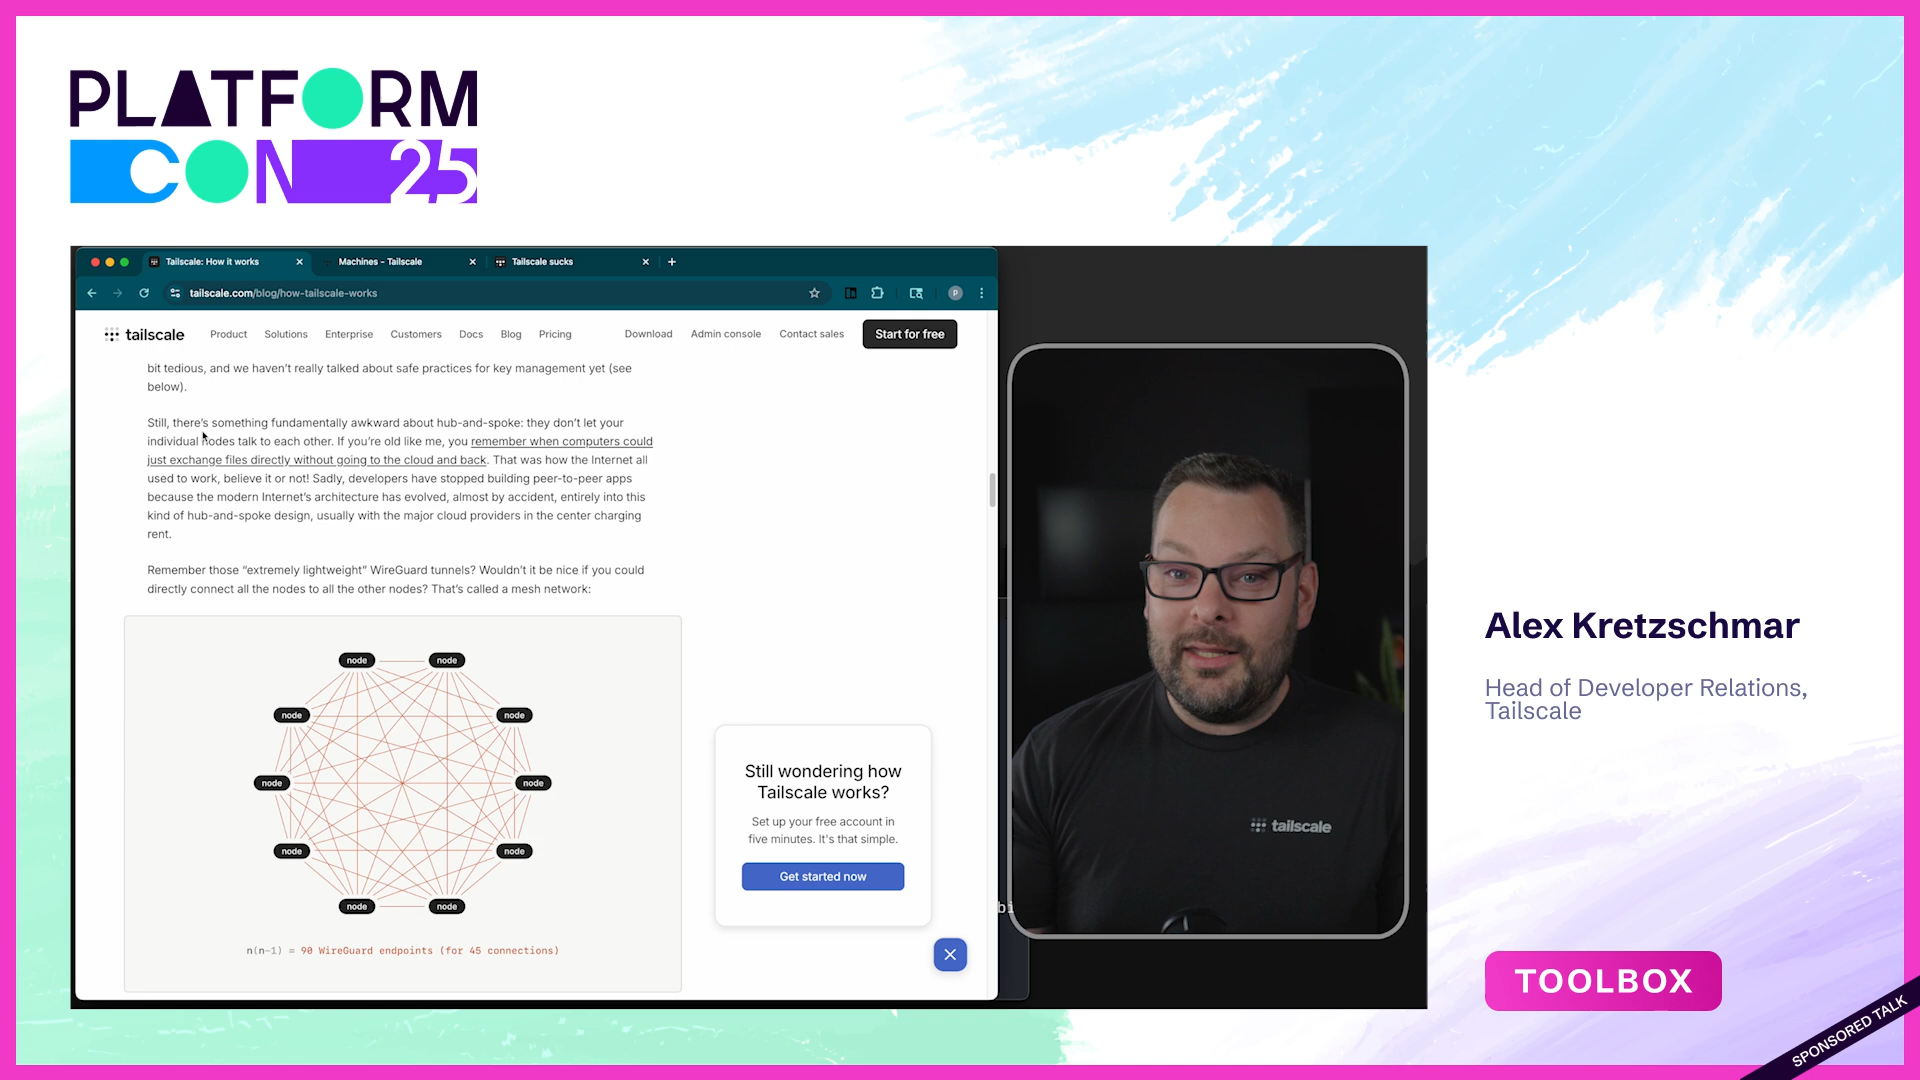 PLATFORM
CON 25
Tailscale: How it works
Machines – Tailscale
Tailscale sucks
tailscale.com/blog/how-tailscale-works
P
tailscale
Product
Solutions
Enterprise
Customers
Docs
Blog
Pricing
Download
Admin console
Contact sales
Start for free
bit tedious, and we haven’t really talked about safe practices for key management yet (see
below).
Still, there’s something fundamentally awkward about hub-and-spoke: they don’t let your
individual nodes talk to each other. If you’re old like me, you remember when computers could
just exchange files directly without going to the cloud and back. That was how the Internet all
used to work, believe it or not! Sadly, developers have stopped building peer-to-peer apps
because the modern Internet’s architecture has evolved, almost by accident, entirely into this
kind of hub-and-spoke design, usually with the major cloud providers in the center charging
rent.
Remember those “extremely lightweight” WireGuard tunnels? Wouldn’t it be nice if you could
directly connect all the nodes to all the other nodes? That’s called a mesh network:
node
node
node
node
node
node
node
node
node
node
n(n-1) = 90 WireGuard endpoints (for 45 connections)
Still wondering how
Tailscale works?
Set up your free account in
five minutes. It's that simple.
Get started now
bi
tailscale
Alex Kretzschmar
Head of Developer Relations,
Tailscale
TOOLBOX
SPONSORED TALK